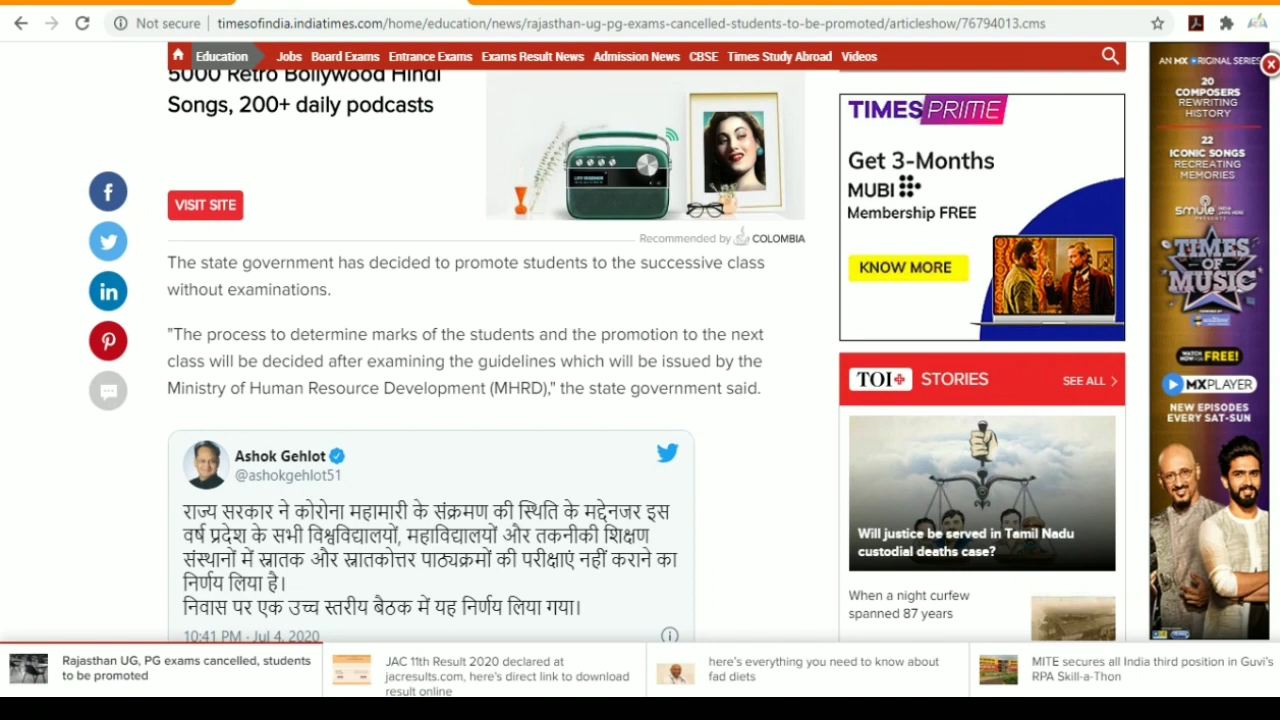 Not secure
timesofindia.indiatimes.com/home/education/news/rajasthan-ug-pg-exams-cancelled-students-to-be-promoted/articleshow/76794013.cms
Education Jobs Board Exams Entrance Exams Exams Result News Admission News CBSE Times Study Abroad Videos
5000 Retro Bollywood Hindi
Songs, 200+ daily podcasts
VISIT SITE
Recommended by COLOMBIA
The state government has decided to promote students to the successive class
without examinations.
"The process to determine marks of the students and the promotion to the next
class will be decided after examining the guidelines which will be issued by the
Ministry of Human Resource Development (MHRD)," the state government said.
Ashok Gehlot
@ashokgehlot51
राज्य सरकार ने कोरोना महामारी के संक्रमण की स्थिति के मद्देनजर इस
वर्ष प्रदेश के सभी विश्वविद्यालयों, महाविद्यालयों और तकनीकी शिक्षण
संस्थानों में स्नातक और स्नातकोत्तर पाठ्यक्रमों की परीक्षाएं नहीं कराने का
निर्णय लिया है।
निवास पर एक उच्च स्तरीय बैठक में यह निर्णय लिया गया।
10:41 PM · Jul 4, 2020
TIMES PRIME
Get 3-Months
MUBI
Membership FREE
KNOW MORE
TOI+ STORIES
SEE ALL
Will justice be served in Tamil Nadu
custodial deaths case?
When a night curfew
spanned 87 years
AN MX ORIGINAL SERIES
20
COMPOSERS
REWRITING
HISTORY
22
ICONIC SONGS
RECREATING
MEMORIES
smule
PRESENTS
TIMES
OF
MUSIC
WATCH NOW FOR FREE!
MXPLAYER
NEW EPISODES
EVERY SAT-SUN
Rajasthan UG, PG exams cancelled, students
to be promoted
JAC 11th Result 2020 declared at
jacresults.com, here's direct link to download
result online
here's everything you need to know about
fad diets
MITE secures all India third position in Guvi's
RPA Skill-a-Thon